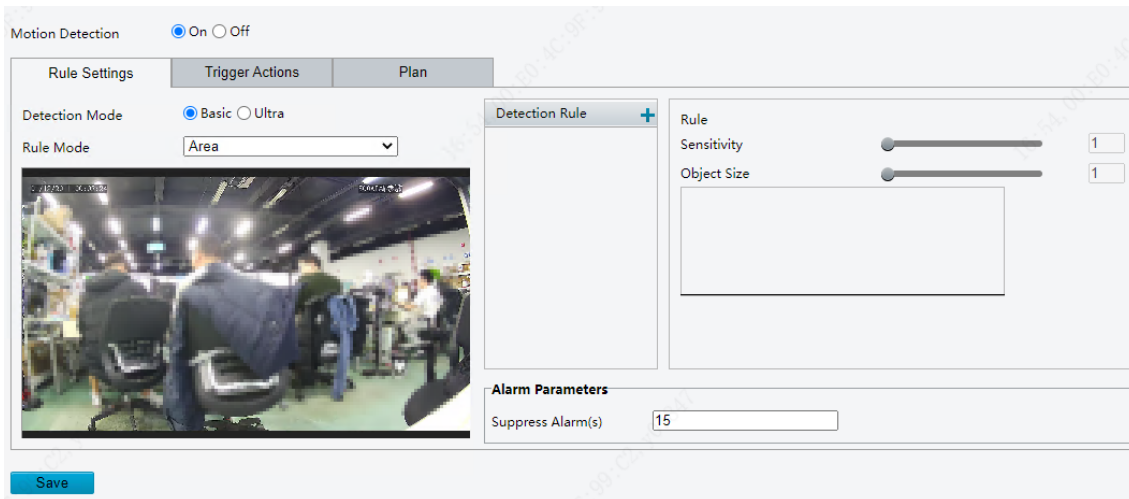 Motion Detection On Off
Rule Settings Trigger Actions Plan
Detection Mode Basic Ultra
Rule Mode Area
Detection Rule +
Rule
Sensitivity 1
Object Size 1
Alarm Parameters
Suppress Alarm(s) 15
Save